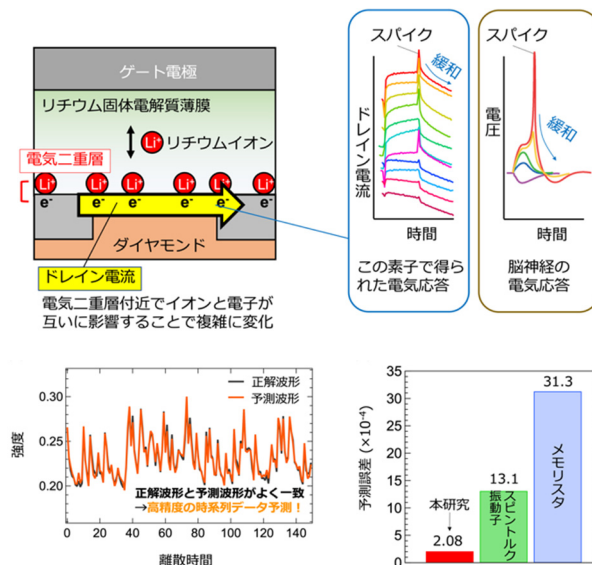 ゲート電極
リチウム固体電解質薄膜
Li⁺ リチウムイオン
電気二重層
Li⁺ Li⁺ Li⁺ Li⁺ Li⁺ Li⁺
e⁻ e⁻ e⁻ e⁻ e⁻ e⁻
ダイヤモンド
ドレイン電流
電気二重層付近でイオンと電子が
互いに影響することで複雑に変化
スパイク
緩和
ドレイン電流
時間
この素子で得ら
れた電気応答
スパイク
緩和
電圧
時間
脳神経の
電気応答
正解波形
予測波形
強度
0.30
0.25
0.20
正解波形と予測波形がよく一致
→高精度の時系列データ予測！
0 20 40 60 80 100 120 140
離散時間
予測誤差 (×10⁻⁴)
35
30
25
20
15
10
5
0
本研究
2.08
13.1
スピントルク
振動子
31.3
メモリスタ